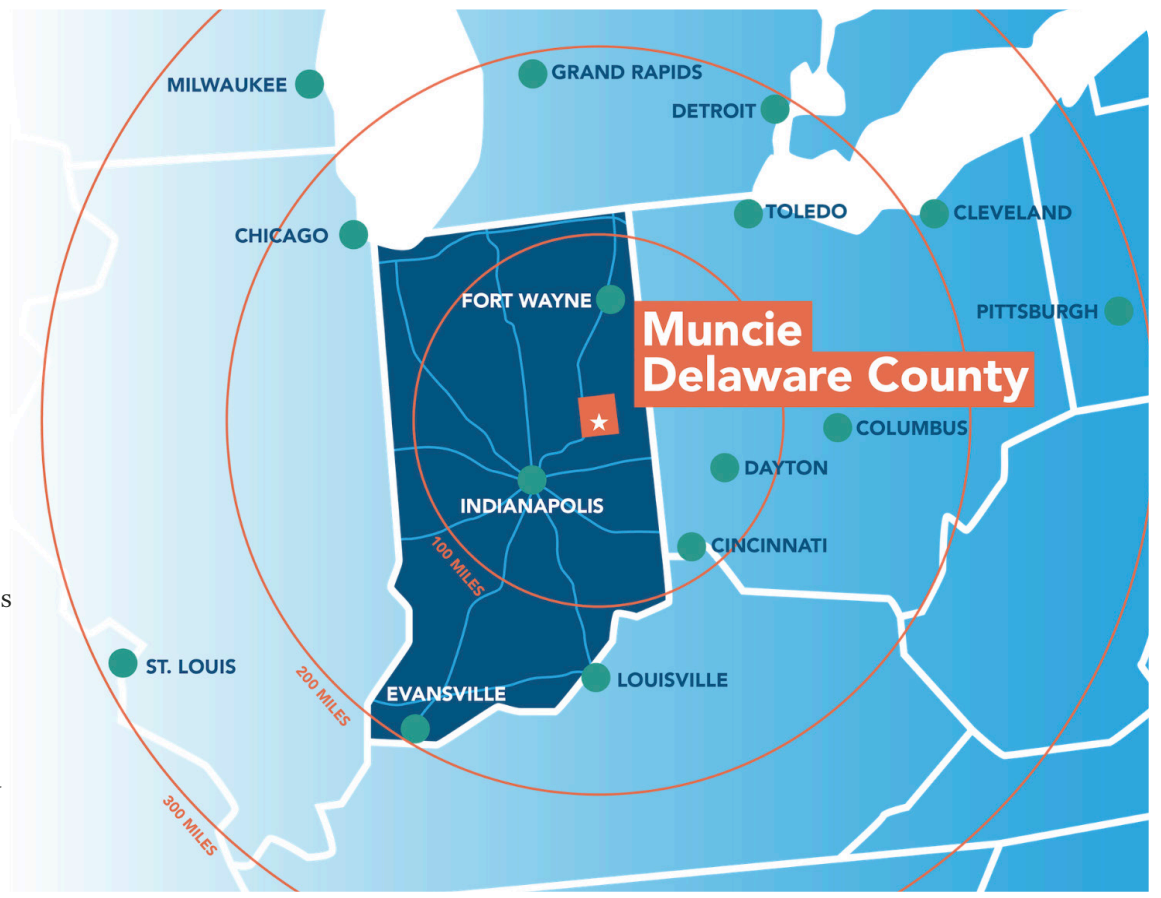 GRAND RAPIDS
MILWAUKEE
DETROIT
TOLEDO
CLEVELAND
CHICAGO
FORT WAYNE
PITTSBURGH
Muncie
Delaware County
COLUMBUS
DAYTON
INDIANAPOLIS
CINCINNATI
100 MILES
s
ST. LOUIS
LOUISVILLE
EVANSVILLE
200 MILES
300 MILES